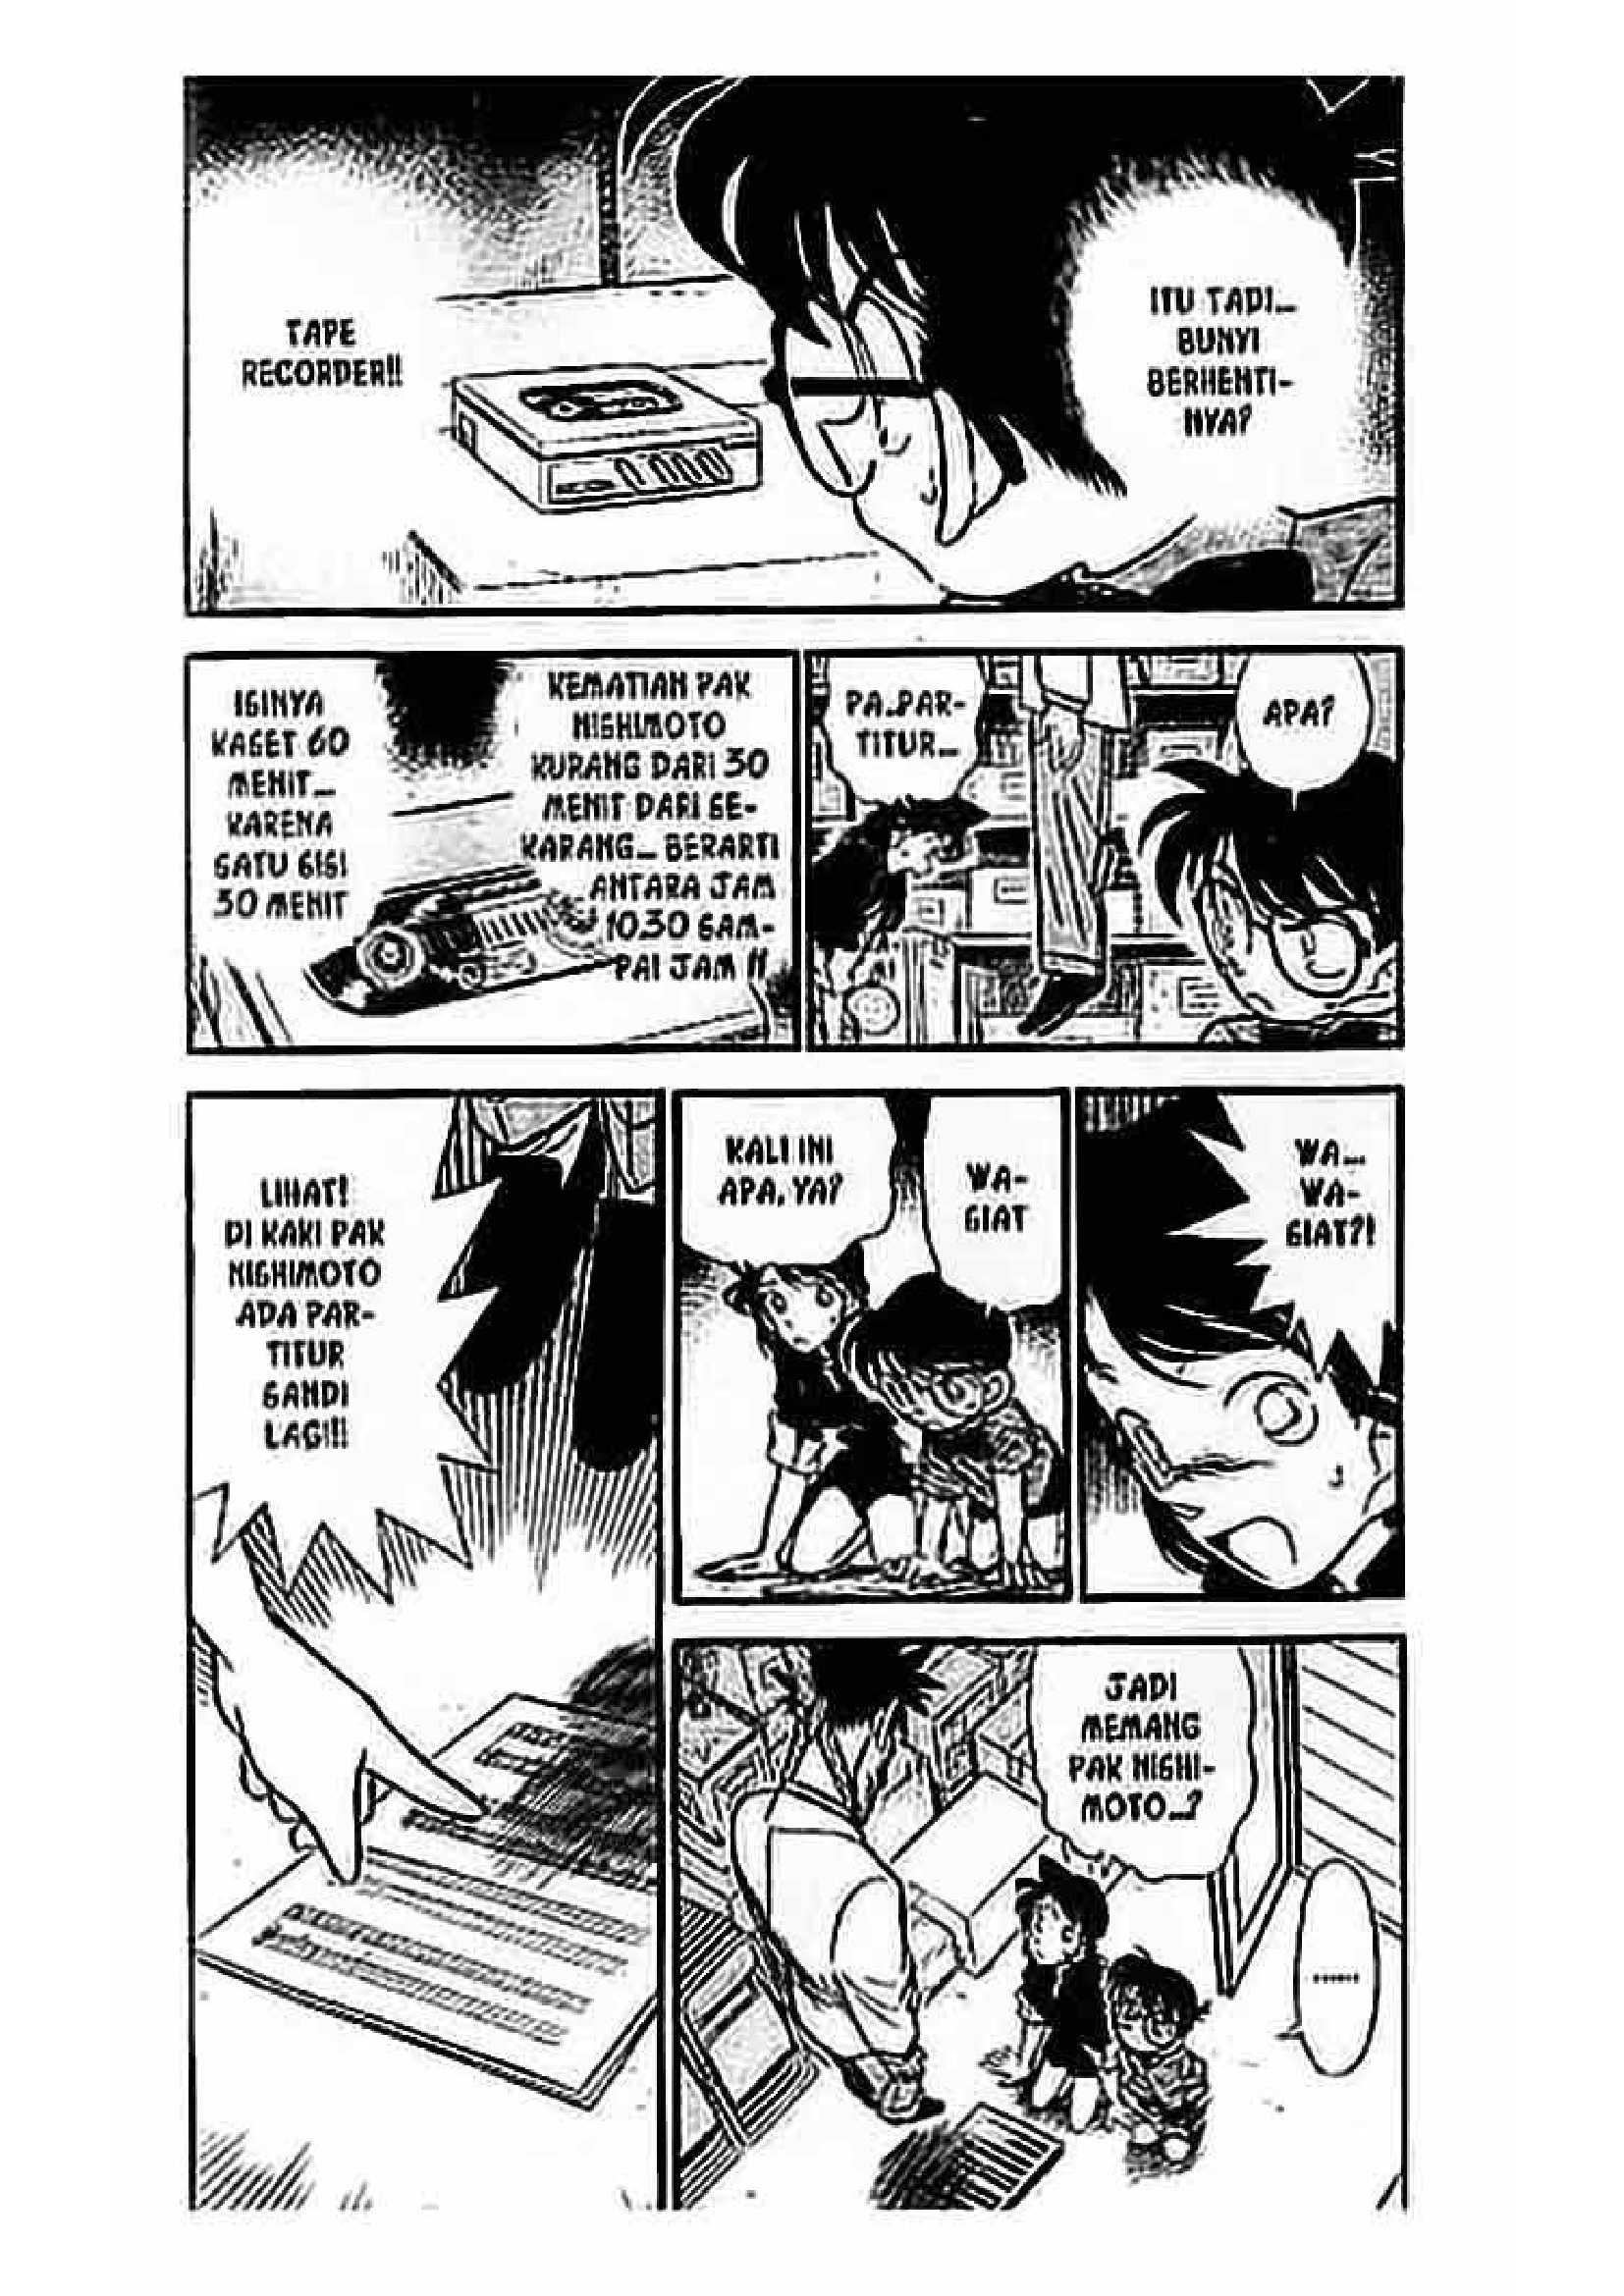 ITU TADI...
BUNYI
BERHENTI-
NYA?
TAPE
RECORDER!!
APA?
PA..PAR-
TITUR...
KEMATIAN PAK
NISHIMOTO
KURANG DARI 30
MENIT DARI SE-
KARANG... BERARTI
ANTARA JAM
10.30 SAM-
PAI JAM 11
ISINYA
KASET 60
MENIT...
KARENA
SATU SISI
30 MENIT
WA...
WA-
SIAT?!
WA-
SIAT
KALI INI
APA, YA?
LIHAT!
DI KAKI PAK
NISHIMOTO
ADA PAR-
TITUR
SANDI
LAGI!!!
JADI
MEMANG
PAK NISHI-
MOTO...?
......